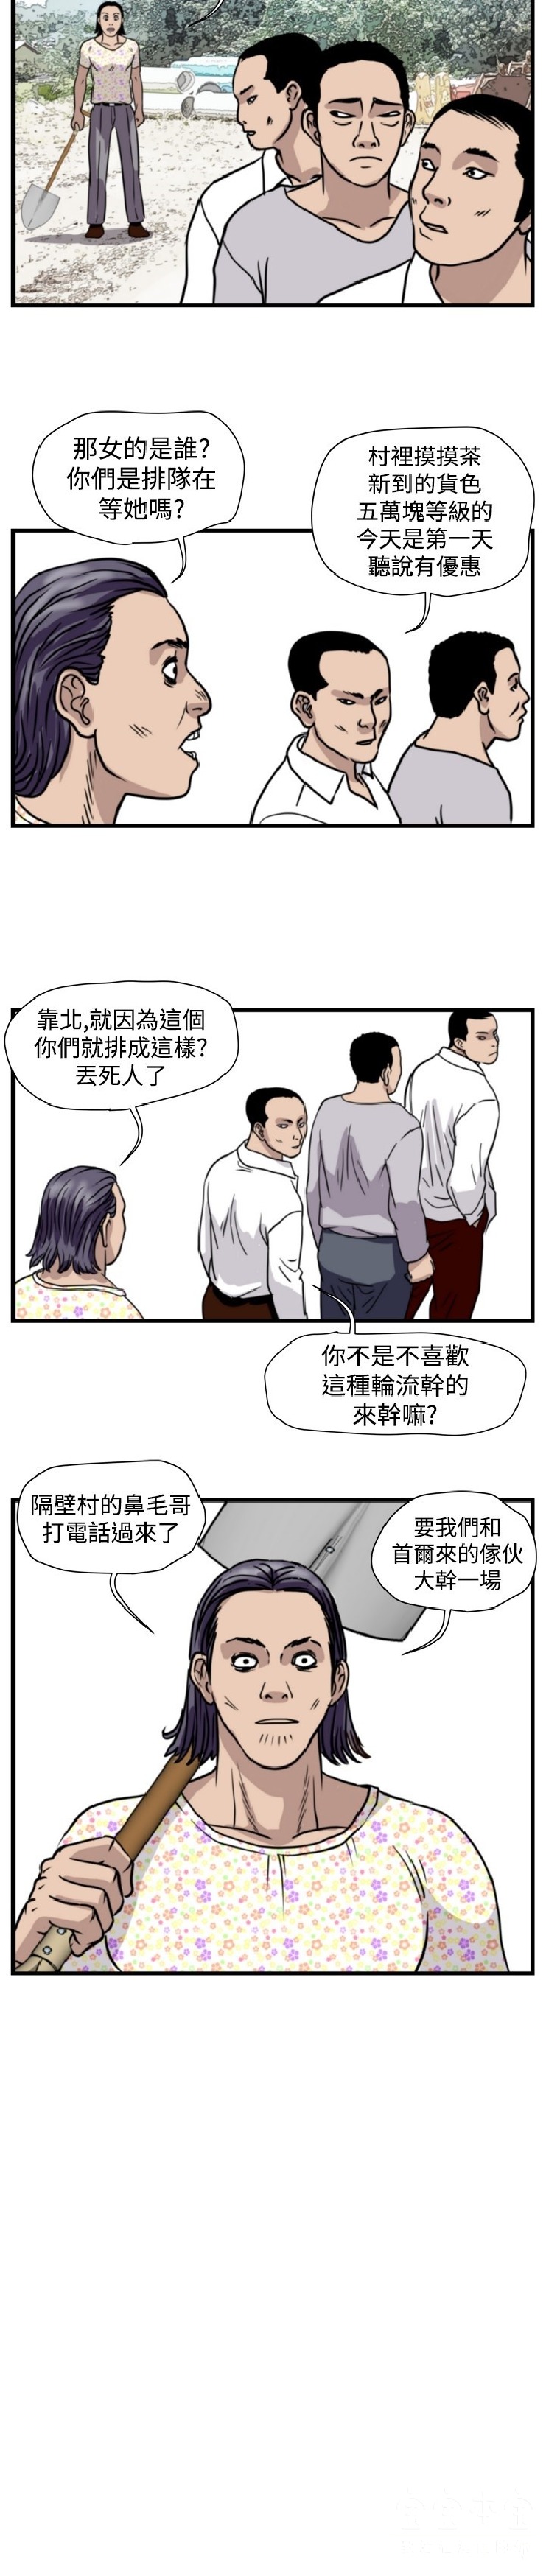 那女的是誰?
你們是排隊在
等她嗎?
村裡摸摸茶
新到的貨色
五萬塊等級的
今天是第一天
聽說有優惠
靠北,就因為這個
你們就排成這樣?
丟死人了
你不是不喜歡
這種輪流幹的
來幹嘛?
隔壁村的鼻毛哥
打電話過來了
要我們和
首爾來的傢伙
大幹一場